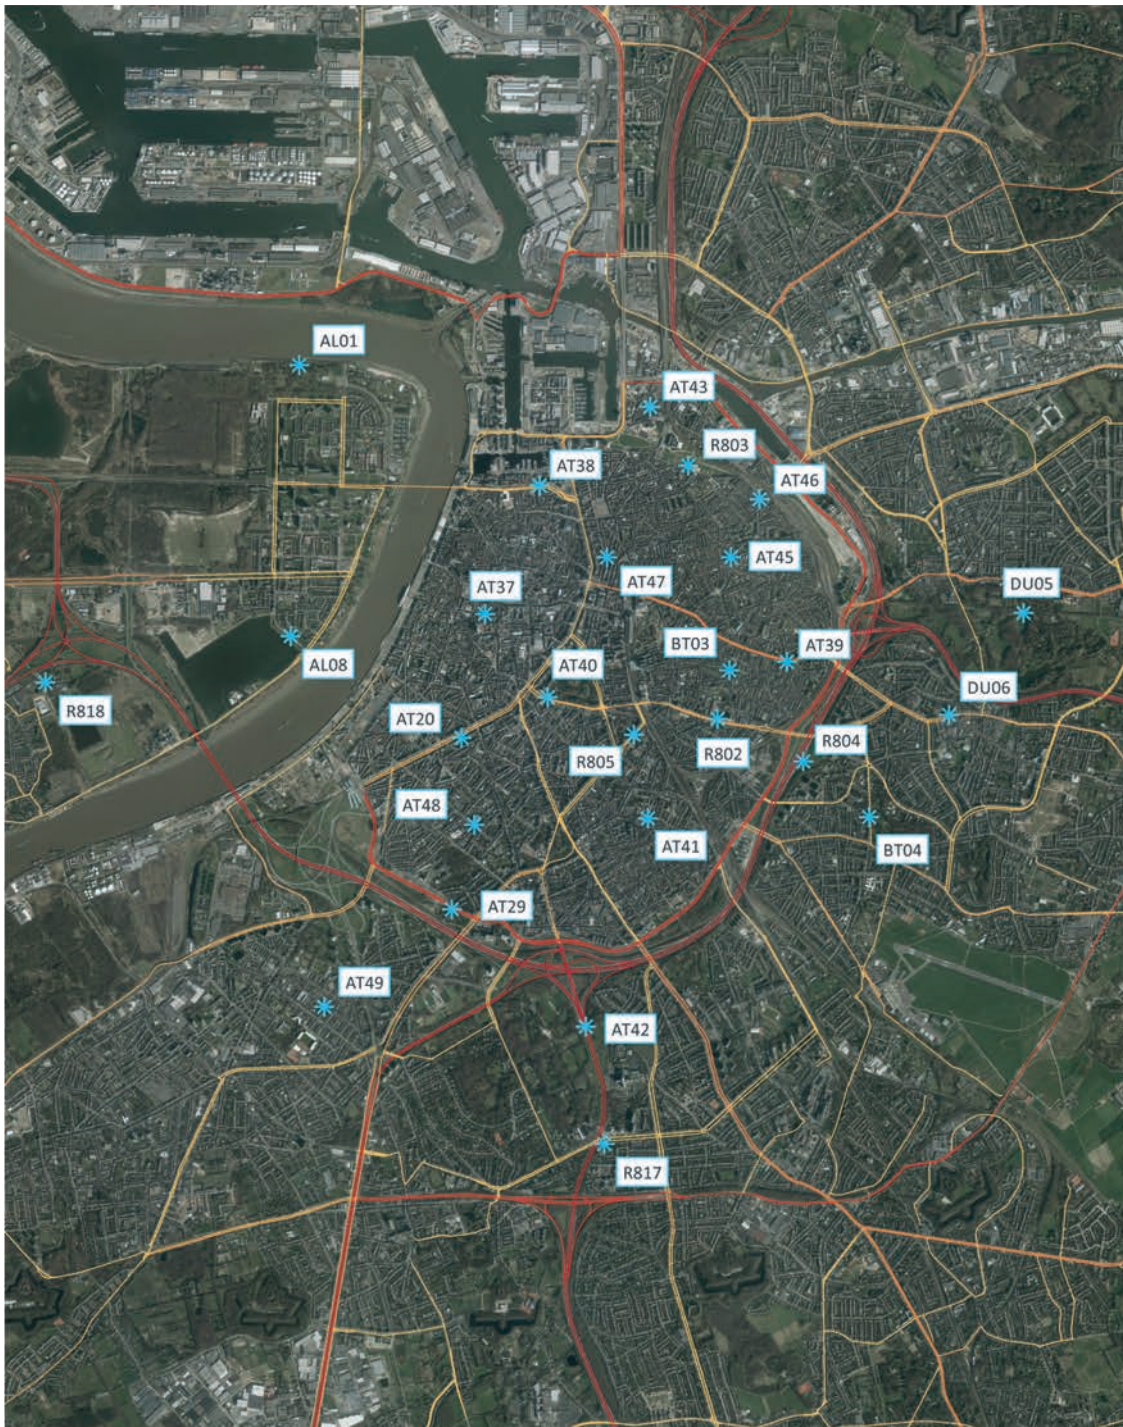 AL01
AT43
R803
AT38
AT46
AT45
AT47
DU05
AT37
AT39
BT03
AL08
AT40
DU06
R818
AT20
R804
R802
R805
AT48
AT41
BT04
AT29
AT49
AT42
R817